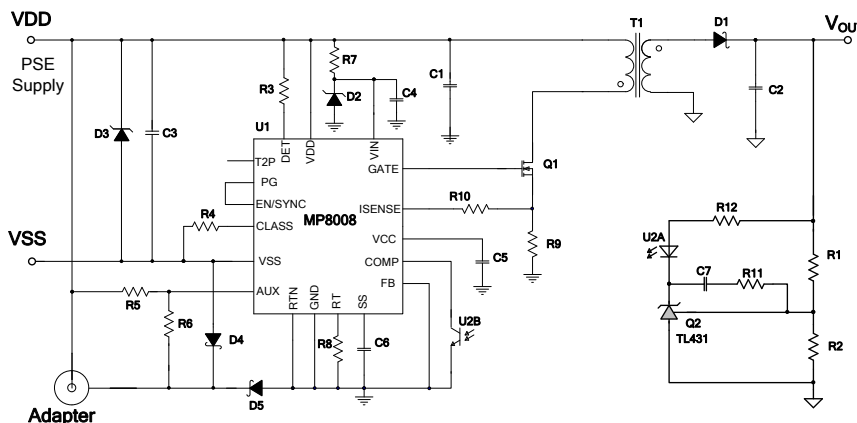 VDD
T1
D1
VOU
PSE
Supply
R7
R3
D2
C4
C1
C2
D3
C3
U1
DET
VDD
VIN
T2P
PG
EN/SYNC
CLASS
VSS
AUX
GATE
ISENSE
VCC
COMP
FB
MP8008
RTN
GND
RT
SS
Q1
R10
R9
R4
VSS
C5
R12
U2A
R1
C7
R11
R5
R6
D4
R8
C6
U2B
Q2
TL431
R2
D5
Adapter